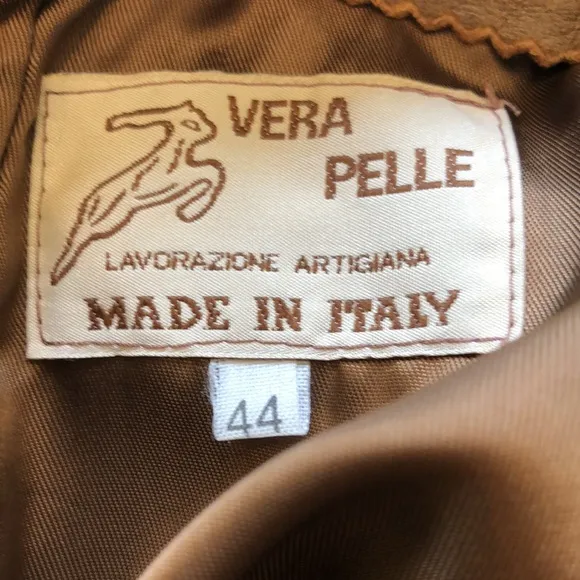 VERA
PELLE
LAVORAZIONE ARTIGIANA
MADE IN ITALY
44